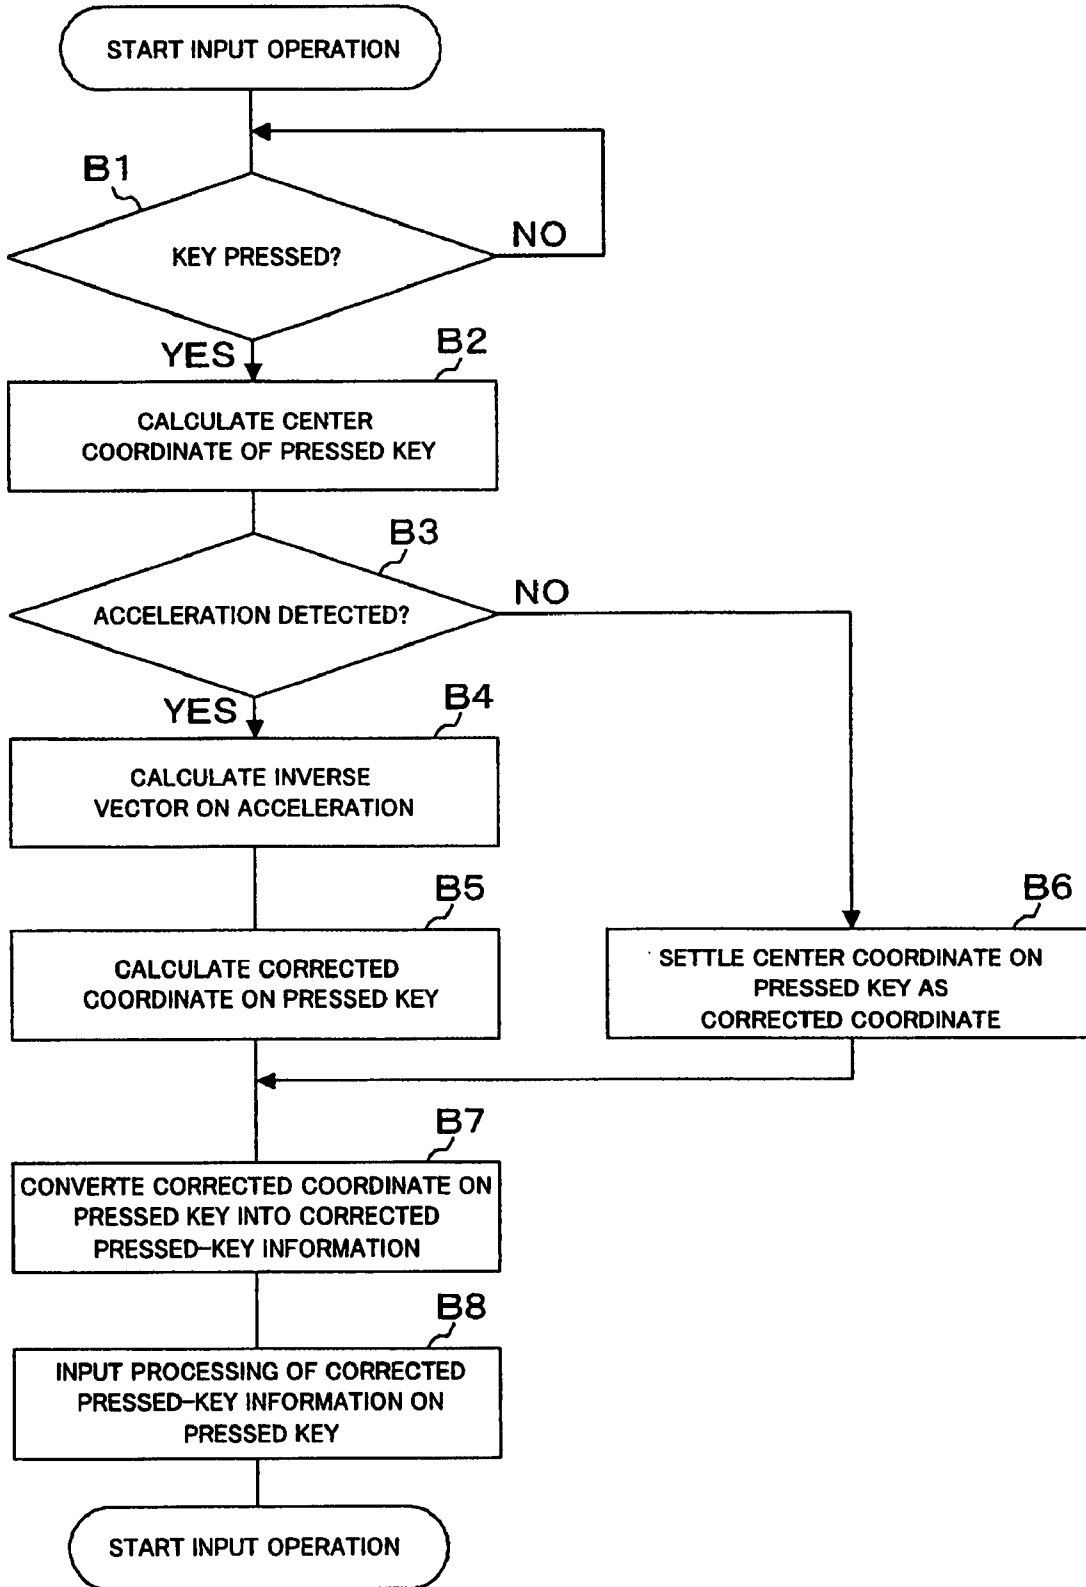 START INPUT OPERATION
B1
KEY PRESSED?
NO
YES
B2
CALCULATE CENTER
COORDINATE OF PRESSED KEY
B3
ACCELERATION DETECTED?
NO
YES
B4
CALCULATE INVERSE
VECTOR ON ACCELERATION
B5
CALCULATE CORRECTED
COORDINATE ON PRESSED KEY
B6
SETTLE CENTER COORDINATE ON
PRESSED KEY AS
CORRECTED COORDINATE
B7
CONVERTE CORRECTED COORDINATE ON
PRESSED KEY INTO CORRECTED
PRESSED-KEY INFORMATION
B8
INPUT PROCESSING OF CORRECTED
PRESSED-KEY INFORMATION ON
PRESSED KEY
START INPUT OPERATION